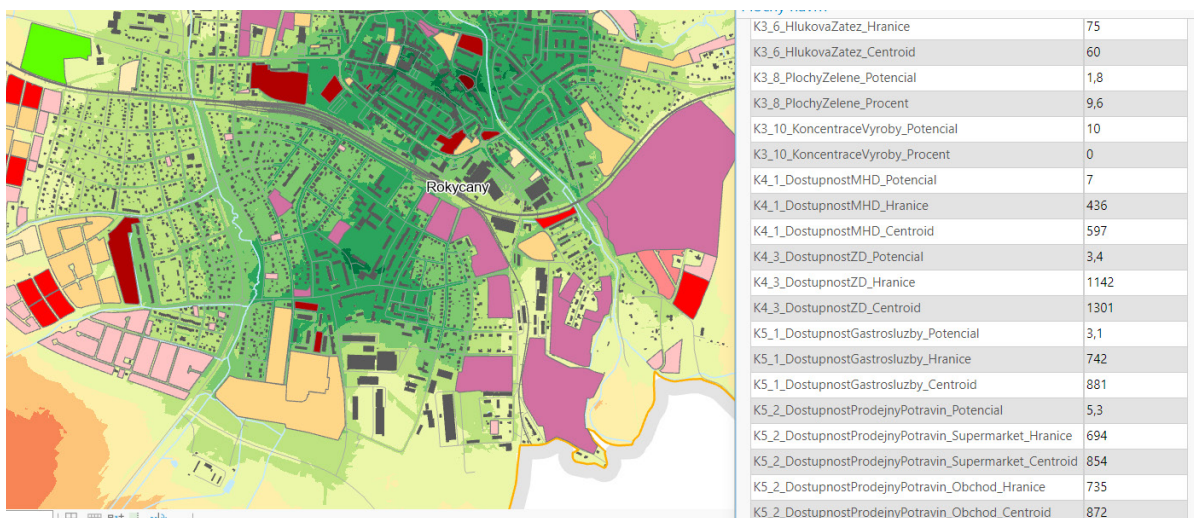 Rokycany
K3_6_HlukovaZatez_Hranice 75
K3_6_HlukovaZatez_Centroid 60
K3_8_PlochyZelene_Potencial 1,8
K3_8_PlochyZelene_Procent 9,6
K3_10_KoncentraceVyroby_Potencial 10
K3_10_KoncentraceVyroby_Procent 0
K4_1_DostupnostMHD_Potencial 7
K4_1_DostupnostMHD_Hranice 436
K4_1_DostupnostMHD_Centroid 597
K4_3_DostupnostZD_Potencial 3,4
K4_3_DostupnostZD_Hranice 1142
K4_3_DostupnostZD_Centroid 1301
K5_1_DostupnostGastrosluzby_Potencial 3,1
K5_1_DostupnostGastrosluzby_Hranice 742
K5_1_DostupnostGastrosluzby_Centroid 881
K5_2_DostupnostProdejnyPotravin_Potencial 5,3
K5_2_DostupnostProdejnyPotravin_Supermarket_Hranice 694
K5_2_DostupnostProdejnyPotravin_Supermarket_Centroid 854
K5_2_DostupnostProdejnyPotravin_Obchod_Hranice 735
K5_2_DostupnostProdejnyPotravin_Obchod_Centroid 872